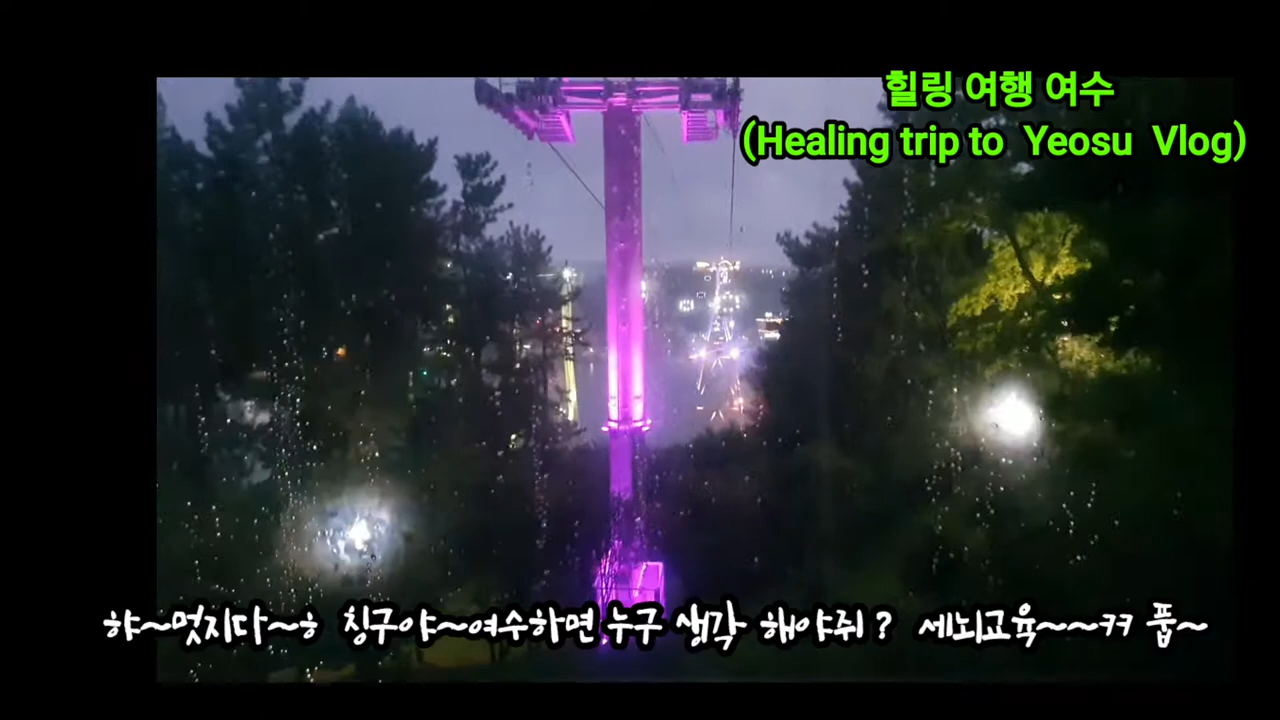 힐링 여행 여수
(Healing trip to Yeosu Vlog)
햐~멋지다~ㅎ 칭구야~여수하면 누구 생각 해야쥐 ? 세뇌교육~~ㅋㅋ 풉~